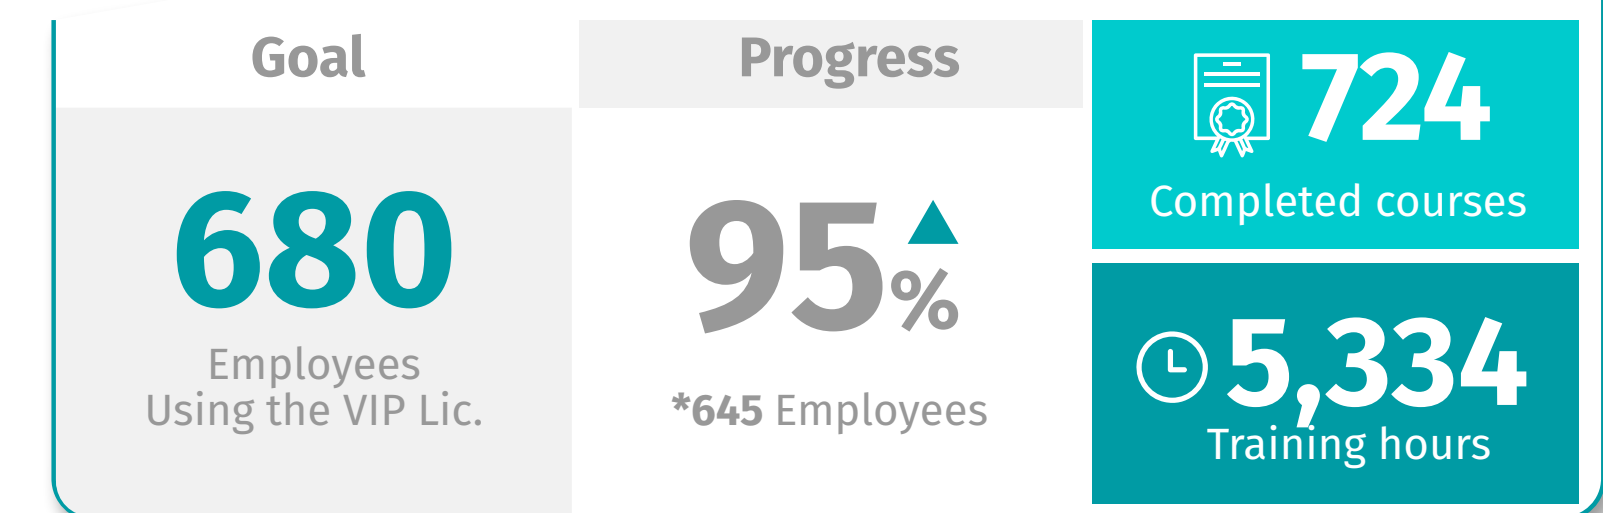 Goal
680
Employees
Using the VIP Lic.
Progress
95%
*645 Employees
724
Completed courses
5,334
Training hours